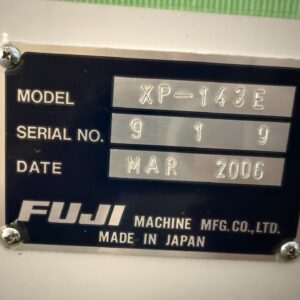 MODEL XP-143E
SERIAL NO. 9 1 9
DATE MAR 2006
FUJI MACHINE MFG.CO.,LTD.
MADE IN JAPAN